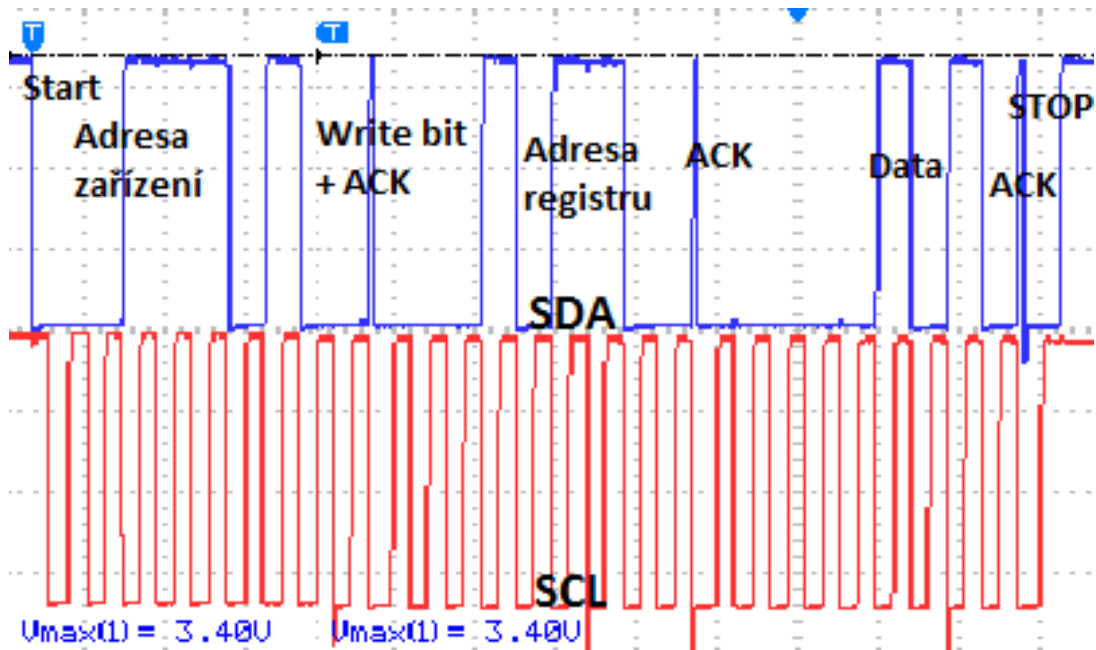 T
T
Start
Adresa
zařízení
Write bit
+ ACK
Adresa
registru
ACK
Data
STOP
ACK
SDA
SCL
Vmax(1)= 3.40V
Vmax(1)= 3.40V